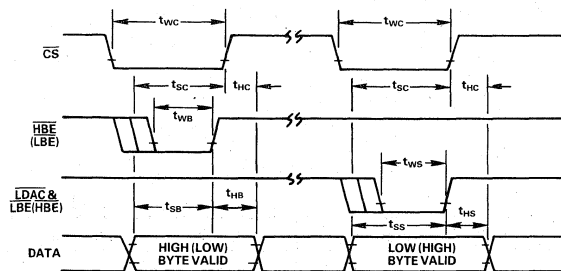 tWC tWC
CS
tSC tHC tSC tHC
tWB
HBE
(LBE)
tWS
LDAC &
LBE(HBE)
tSB tHB tSS tHS
DATA HIGH (LOW) BYTE VALID LOW (HIGH) BYTE VALID